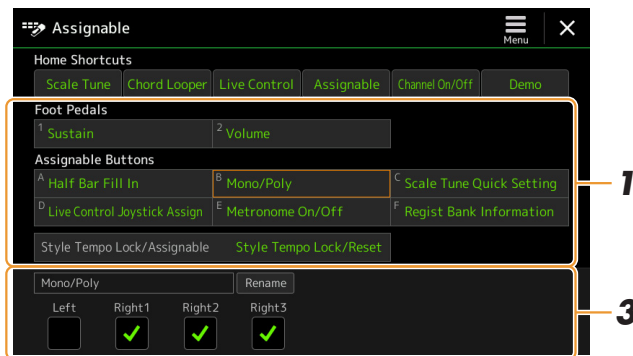 Assignable
Menu
Home Shortcuts
Scale Tune Chord Looper Live Control Assignable Channel On/Off Demo
Foot Pedals
1 Sustain 2 Volume
Assignable Buttons
A Half Bar Fill In B Mono/Poly C Scale Tune Quick Setting
1
D Live Control Joystick Assign E Metronome On/Off F Regist Bank Information
Style Tempo Lock/Assignable Style Tempo Lock/Reset
Mono/Poly Rename
Left Right1 Right2 Right3
3